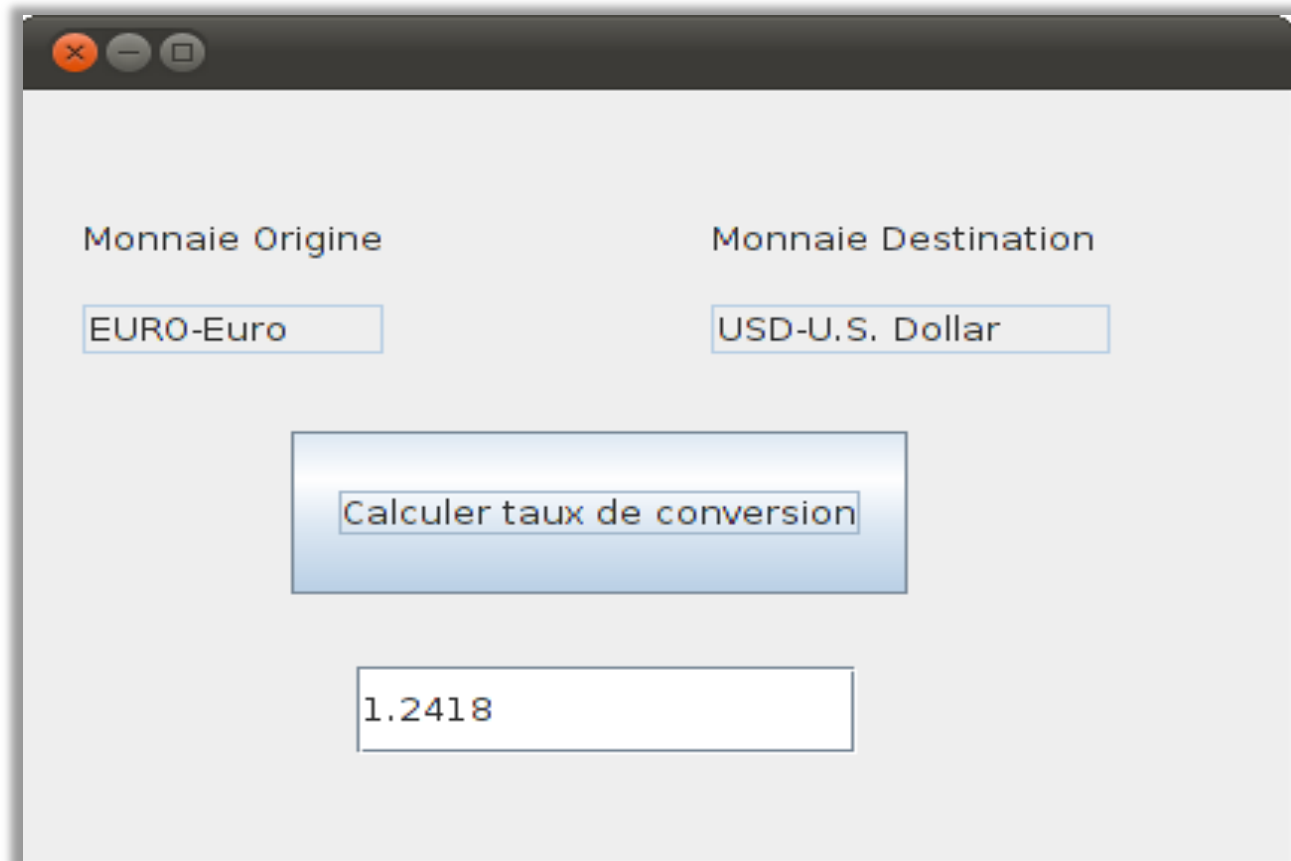 Monnaie Origine
Monnaie Destination
EURO-Euro
USD-U.S. Dollar
Calculer taux de conversion
1.2418